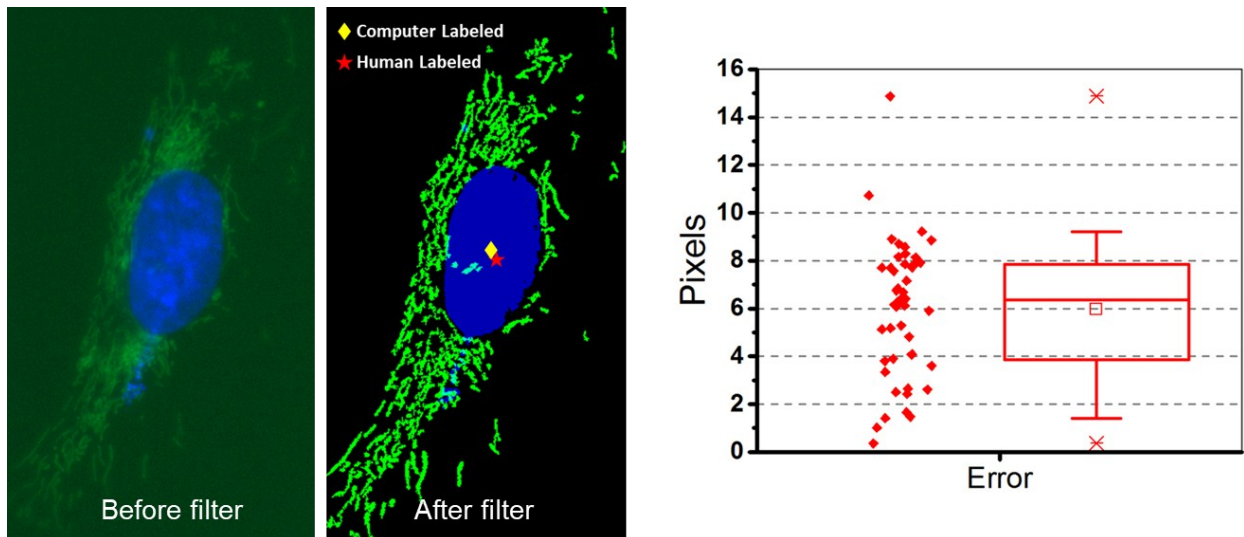 Before filter
Computer Labeled
Human Labeled
After filter
Pixels
16
14
12
10
8
6
4
2
0
Error